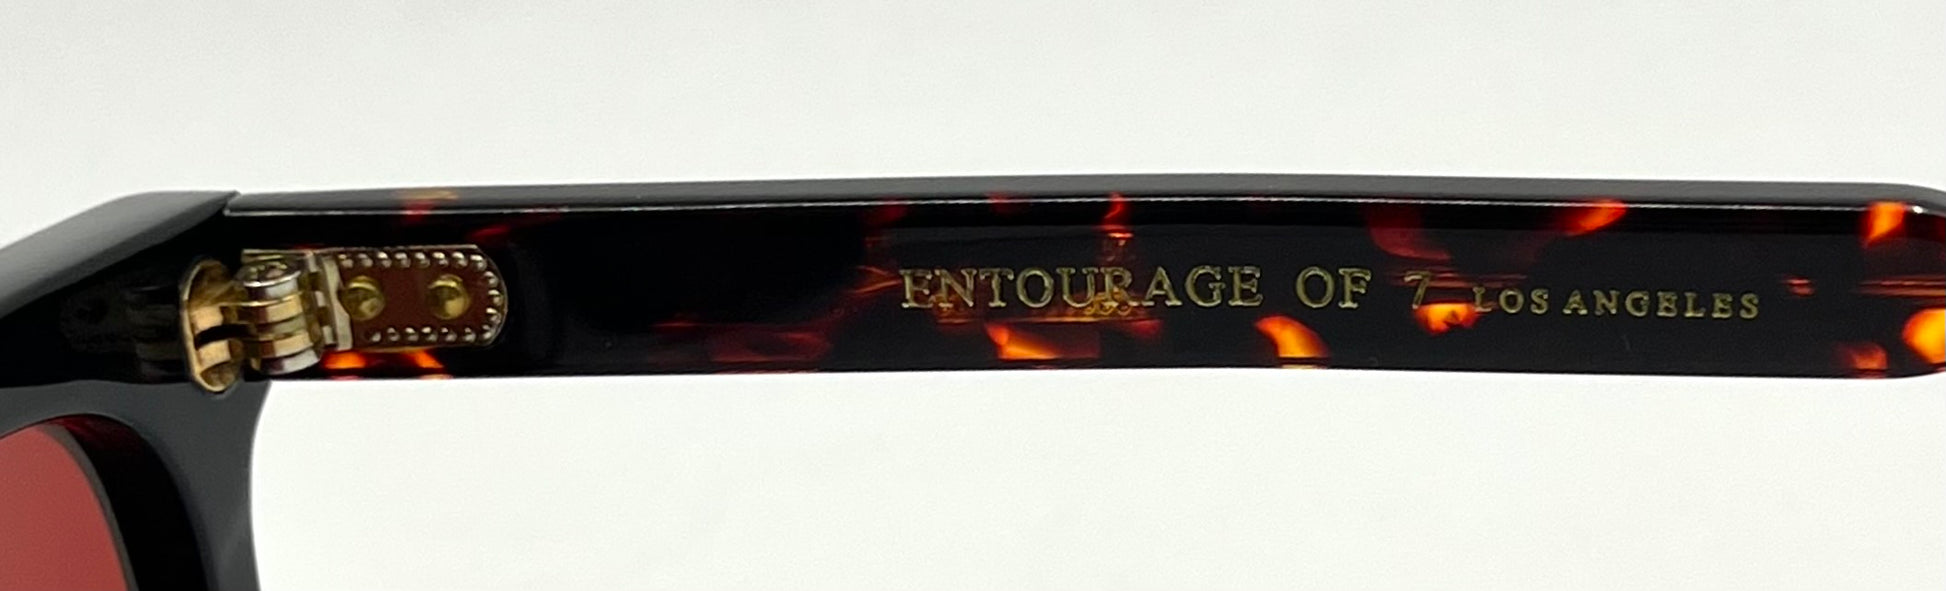 ENTOURAGE OF 7 LOS ANGELES